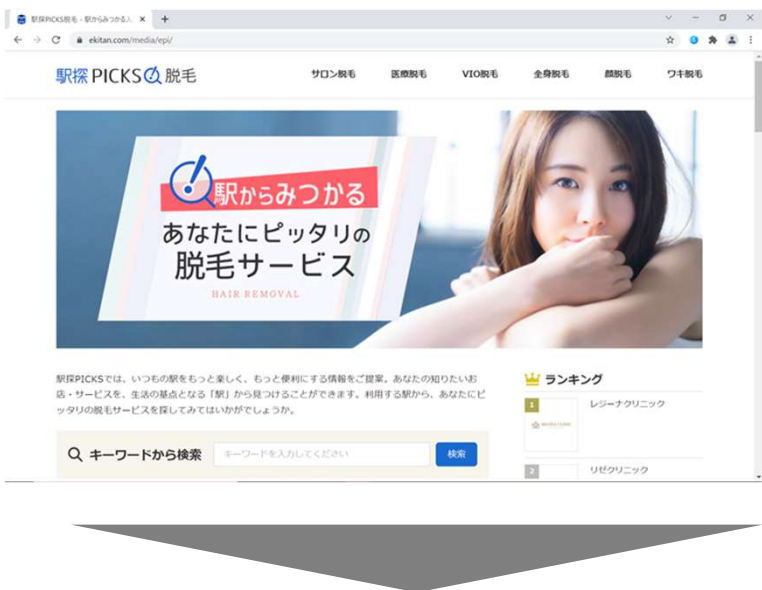 駅探PICKS脱毛 - 駅からみつかるあ
ekitan.com/media/epi/
駅探 PICKS 脱毛
サロン脱毛 医療脱毛 VIO脱毛 全身脱毛 顔脱毛 ワキ脱毛
駅からみつかる
あなたにピッタリの
脱毛サービス
HAIR REMOVAL
駅探PICKSでは、いつもの駅をもっと楽しく、もっと便利にする情報をご提案。あなたの知りたいお
店・サービスを、生活の基点となる「駅」から見つけることができます。利用する駅から、あなたにピ
ッタリの脱毛サービスを探してみてはいかがでしょうか。
キーワードから検索
キーワードを入力してください
検索
ランキング
1
レジーナクリニック
2
リゼクリニック